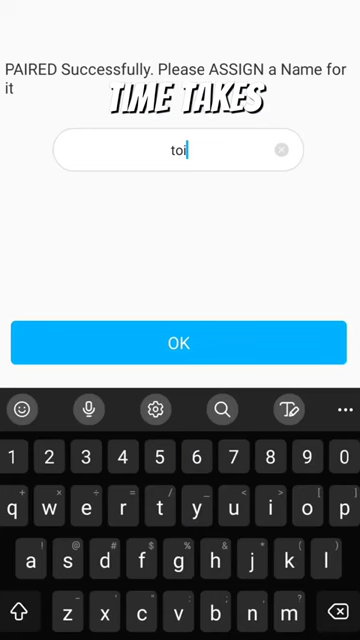 PAIRED Successfully. Please ASSIGN a Name for
it
TIME TAKES
toi
OK
1 2 3 4 5 6 7 8 9 0
q w e r t y u i o p
a s d f g h j k l
z x c v b n m